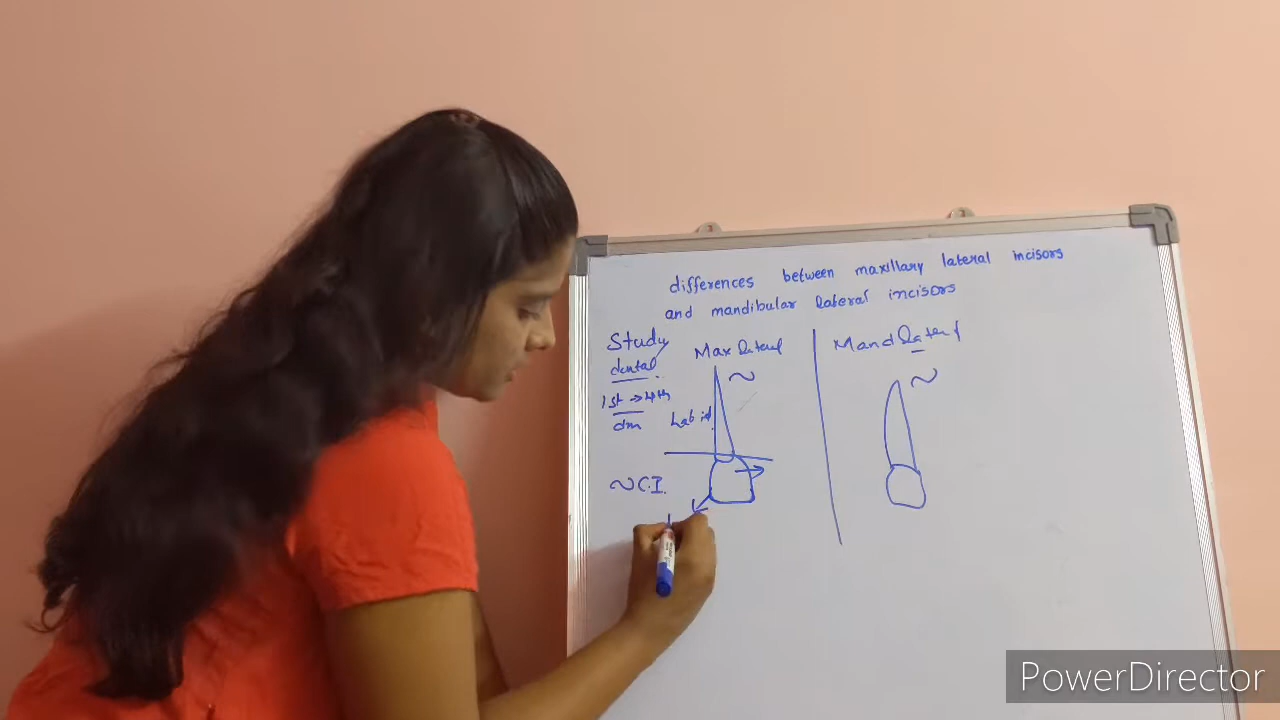 differences between maxillary lateral incisors
and mandibular lateral incisors
Study
dental
1st → 4th
dm
Max lateral
Mand lateral
~
~
~C.I.
PowerDirector